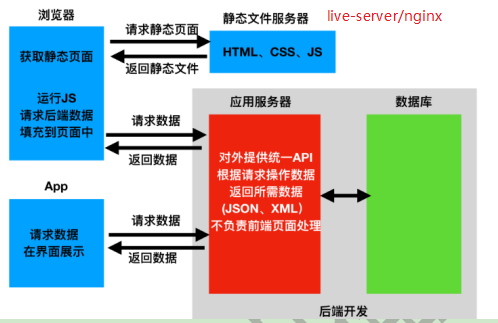 浏览器
请求静态页面
静态文件服务器
live-server/nginx
获取静态页面
HTML、CSS、JS
返回静态文件
运行JS
请求后端数据
填充到页面中
请求数据
返回数据
应用服务器
数据库
对外提供统一API
根据请求操作数据
返回所需数据
(JSON、XML)
不负责前端页面处理
App
请求数据
在界面展示
请求数据
返回数据
后端开发